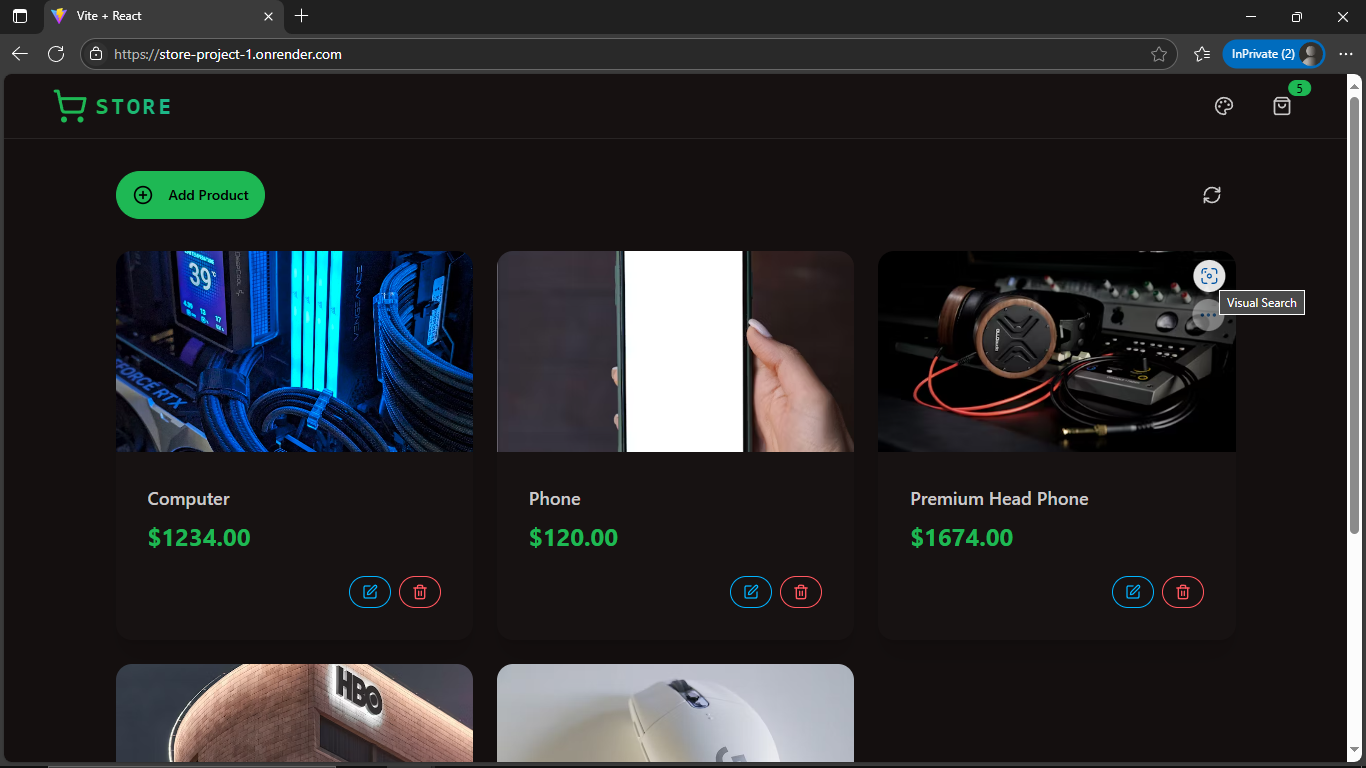 Vite + React
https://store-project-1.onrender.com
InPrivate (2)
STORE
5
Add Product
39
VENGEANCE
FORCE RTX
Visual Search
Computer
Phone
Premium Head Phone
$1234.00
$120.00
$1674.00
HBO
G